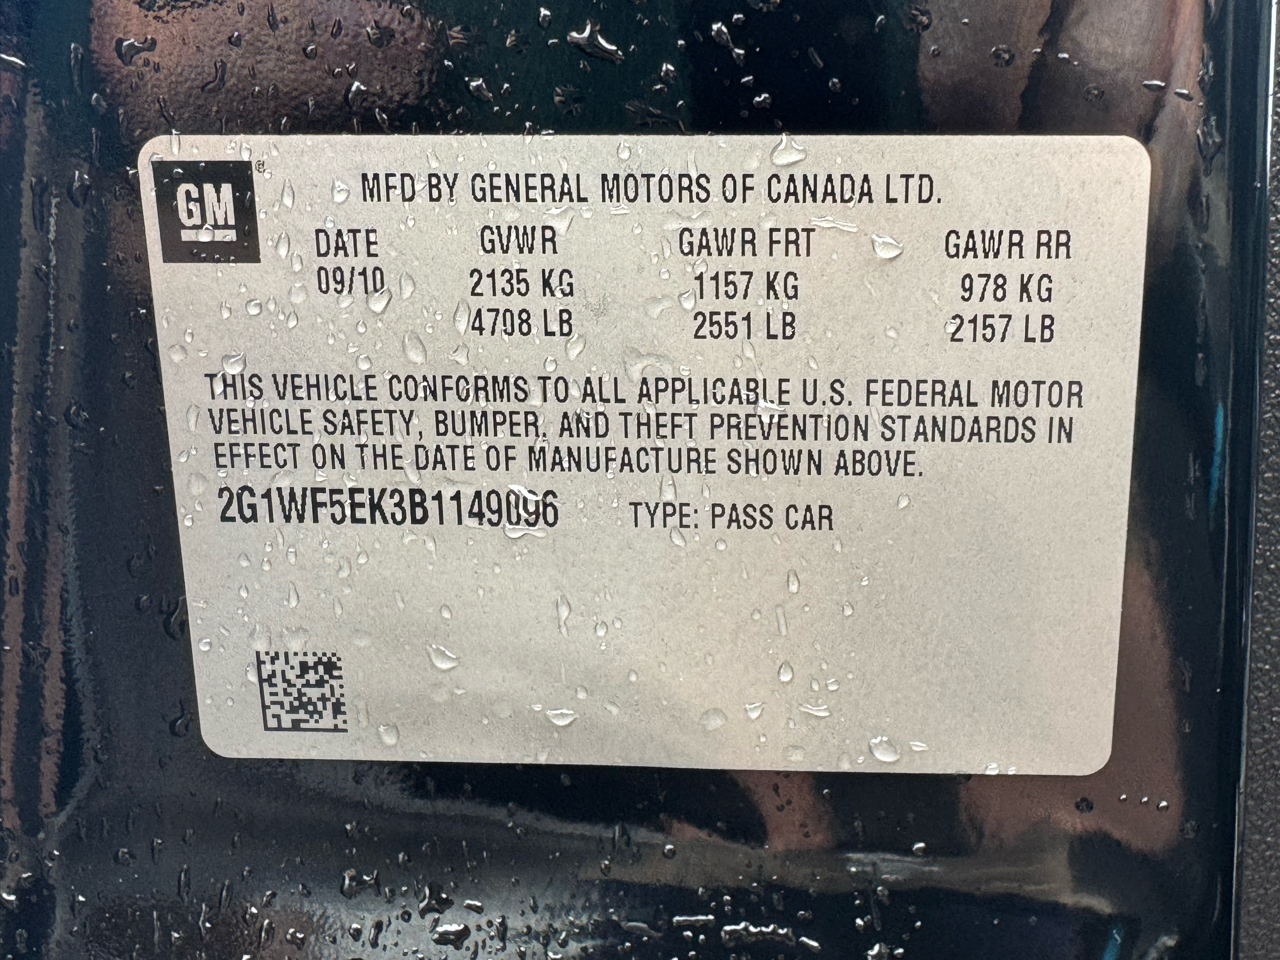 GM®
MFD BY GENERAL MOTORS OF CANADA LTD.
DATE GVWR GAWR FRT GAWR RR
09/10 2135 KG 1157 KG 978 KG
4708 LB 2551 LB 2157 LB
THIS VEHICLE CONFORMS TO ALL APPLICABLE U.S. FEDERAL MOTOR
VEHICLE SAFETY, BUMPER, AND THEFT PREVENTION STANDARDS IN
EFFECT ON THE DATE OF MANUFACTURE SHOWN ABOVE.
2G1WF5EK3B1149096 TYPE: PASS CAR